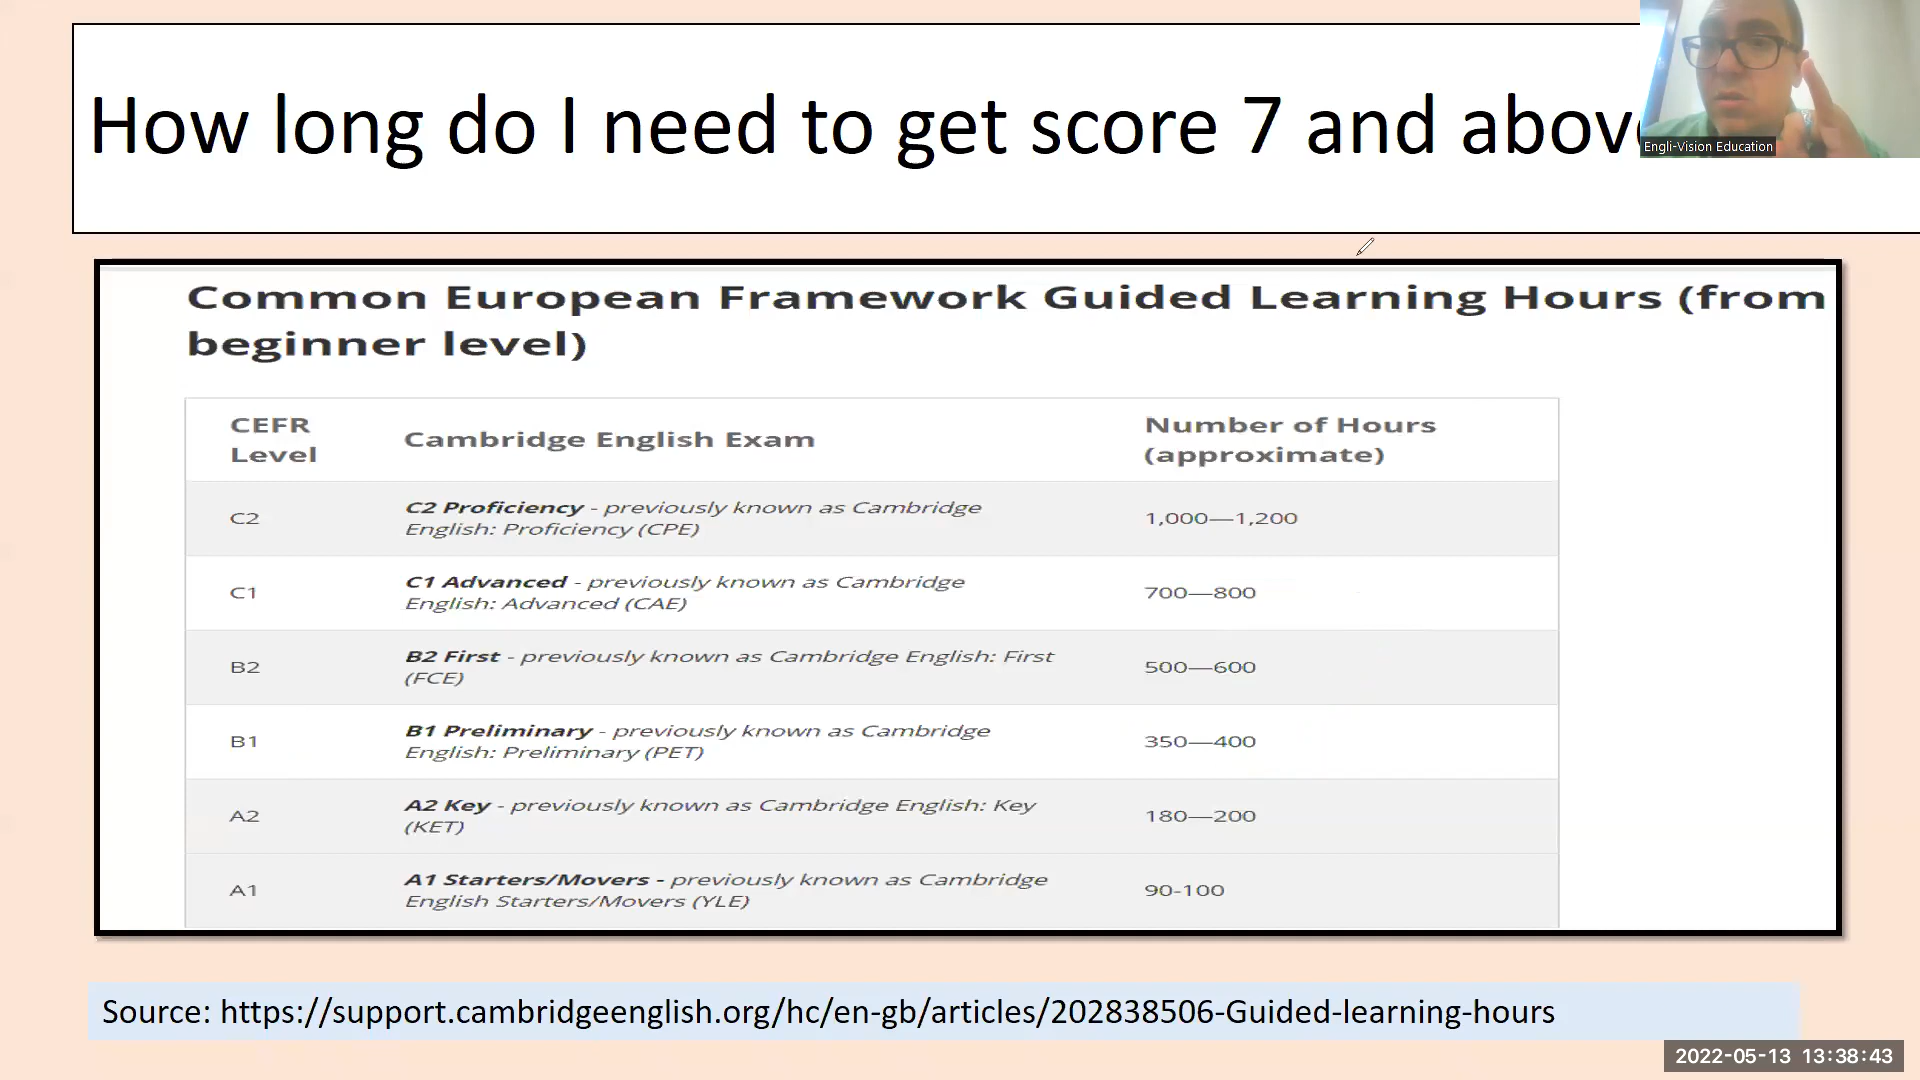 How long do I need to get score 7 and above
Engli-Vision Education
Common European Framework Guided Learning Hours (from
beginner level)
CEFR
Level
Cambridge English Exam
Number of Hours
(approximate)
C2
C2 Proficiency - previously known as Cambridge
English: Proficiency (CPE)
1,000—1,200
C1
C1 Advanced - previously known as Cambridge
English: Advanced (CAE)
700—800
B2
B2 First - previously known as Cambridge English: First
(FCE)
500—600
B1
B1 Preliminary - previously known as Cambridge
English: Preliminary (PET)
350—400
A2
A2 Key - previously known as Cambridge English: Key
(KET)
180—200
A1
A1 Starters/Movers - previously known as Cambridge
English Starters/Movers (YLE)
90-100
Source: https://support.cambridgeenglish.org/hc/en-gb/articles/202838506-Guided-learning-hours
2022-05-13 13:38:43